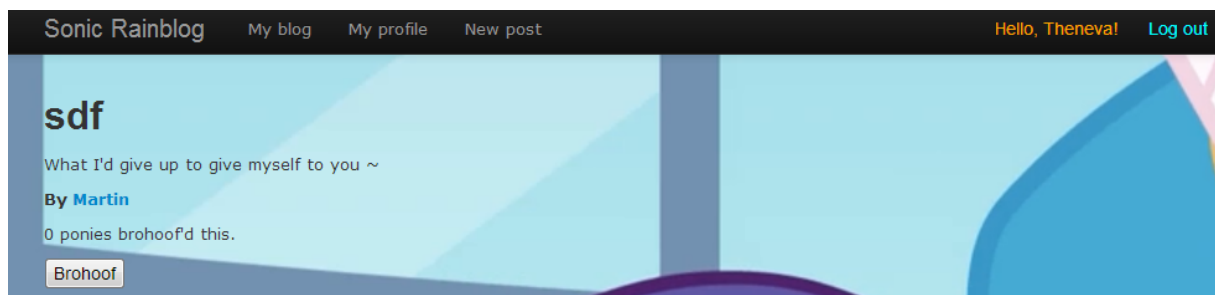 Sonic Rainblog My blog My profile New post Hello, Theneva! Log out
sdf
What I'd give up to give myself to you ~
By Martin
0 ponies brohoof'd this.
Brohoof